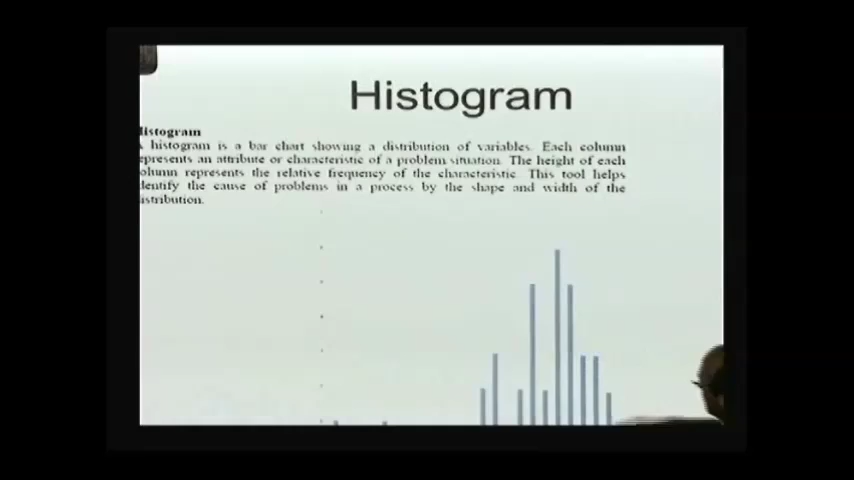 Histogram
istogram
histogram is a bar chart showing a distribution of variables. Each column
epresents an attribute or characteristic of a problem situation. The height of each
olumn represents the relative frequency of the characteristic. This tool helps
dentify the cause of problems in a process by the shape and width of the
istribution.